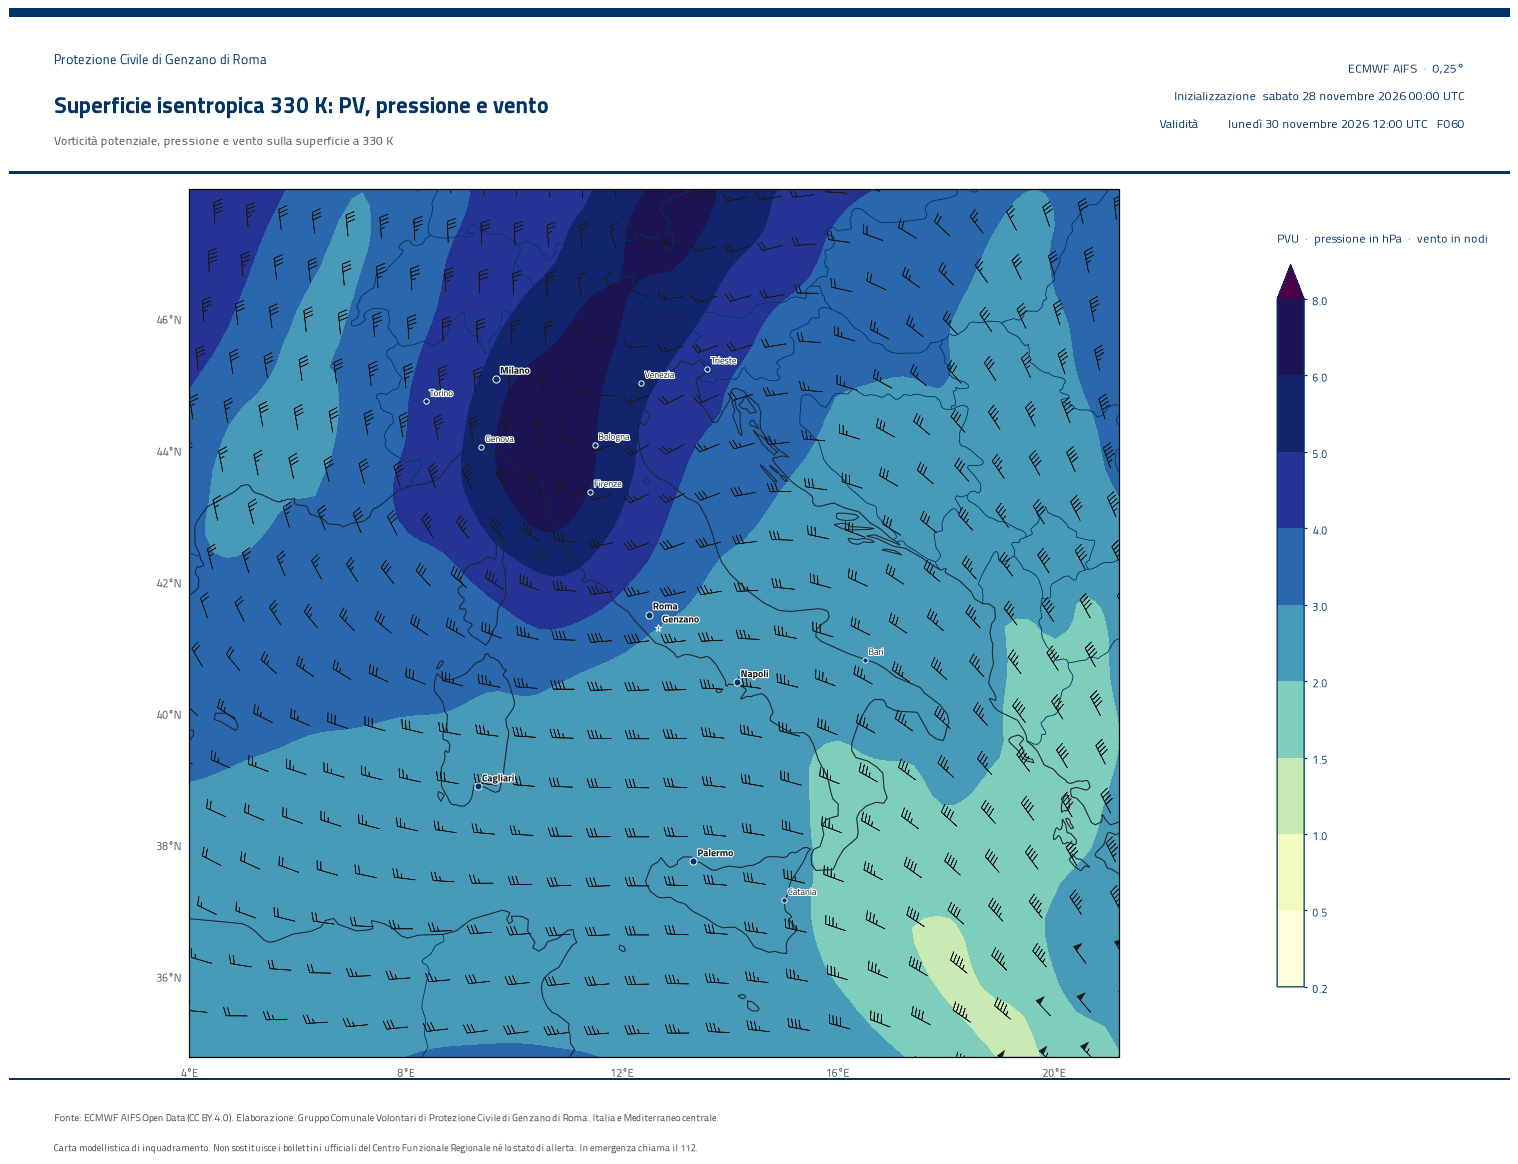 Protezione Civile di Genzano di Roma
Superficie isentropica 330 K: PV, pressione e vento
Vorticità potenziale, pressione e vento sulla superficie a 330 K
ECMWF AIFS · 0,25°
Inizializzazione sabato 28 novembre 2026 00:00 UTC
Validità lunedì 30 novembre 2026 12:00 UTC F060
PVU · pressione in hPa · vento in nodi
8.0
6.0
5.0
4.0
3.0
2.0
1.5
1.0
0.5
0.2
46°N
44°N
42°N
40°N
38°N
36°N
4°E
8°E
12°E
16°E
20°E
Trieste
Milano
Venezia
Torino
Genova
Bologna
Firenze
Roma
Genzano
Bari
Napoli
Cagliari
Palermo
Catania
Fonte: ECMWF AIFS Open Data (CC BY 4.0). Elaborazione: Gruppo Comunale Volontari di Protezione Civile di Genzano di Roma. Italia e Mediterraneo centrale.
Carta modellistica di inquadramento. Non sostituisce i bollettini ufficiali del Centro Funzionale Regionale né lo stato di allerta. In emergenza chiama il 112.